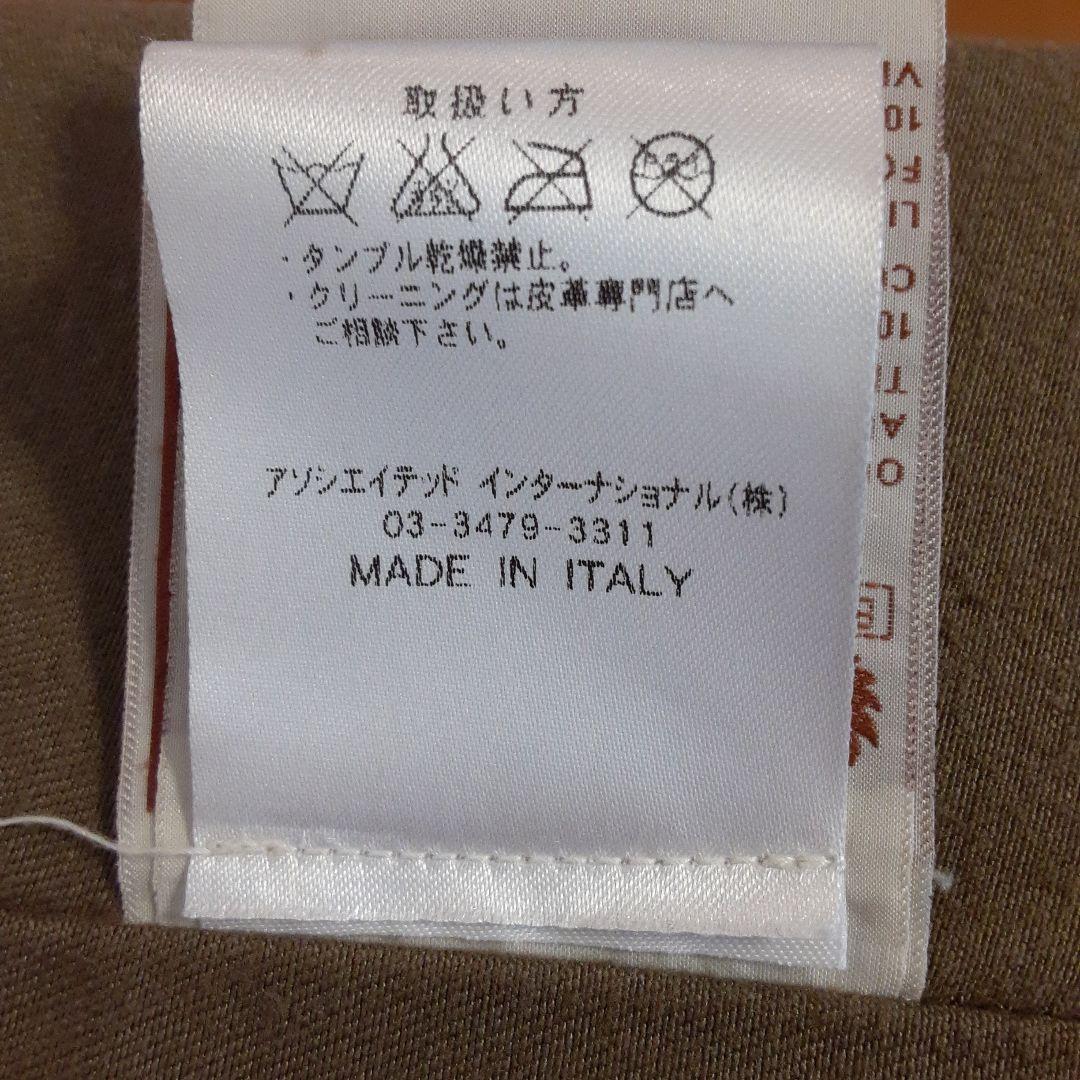 取扱い方
・タンブル乾燥禁止。
・クリーニングは皮革専門店へ
ご相談下さい。
アソシエイテッド インターナショナル(株)
03-3479-3311
MADE IN ITALY